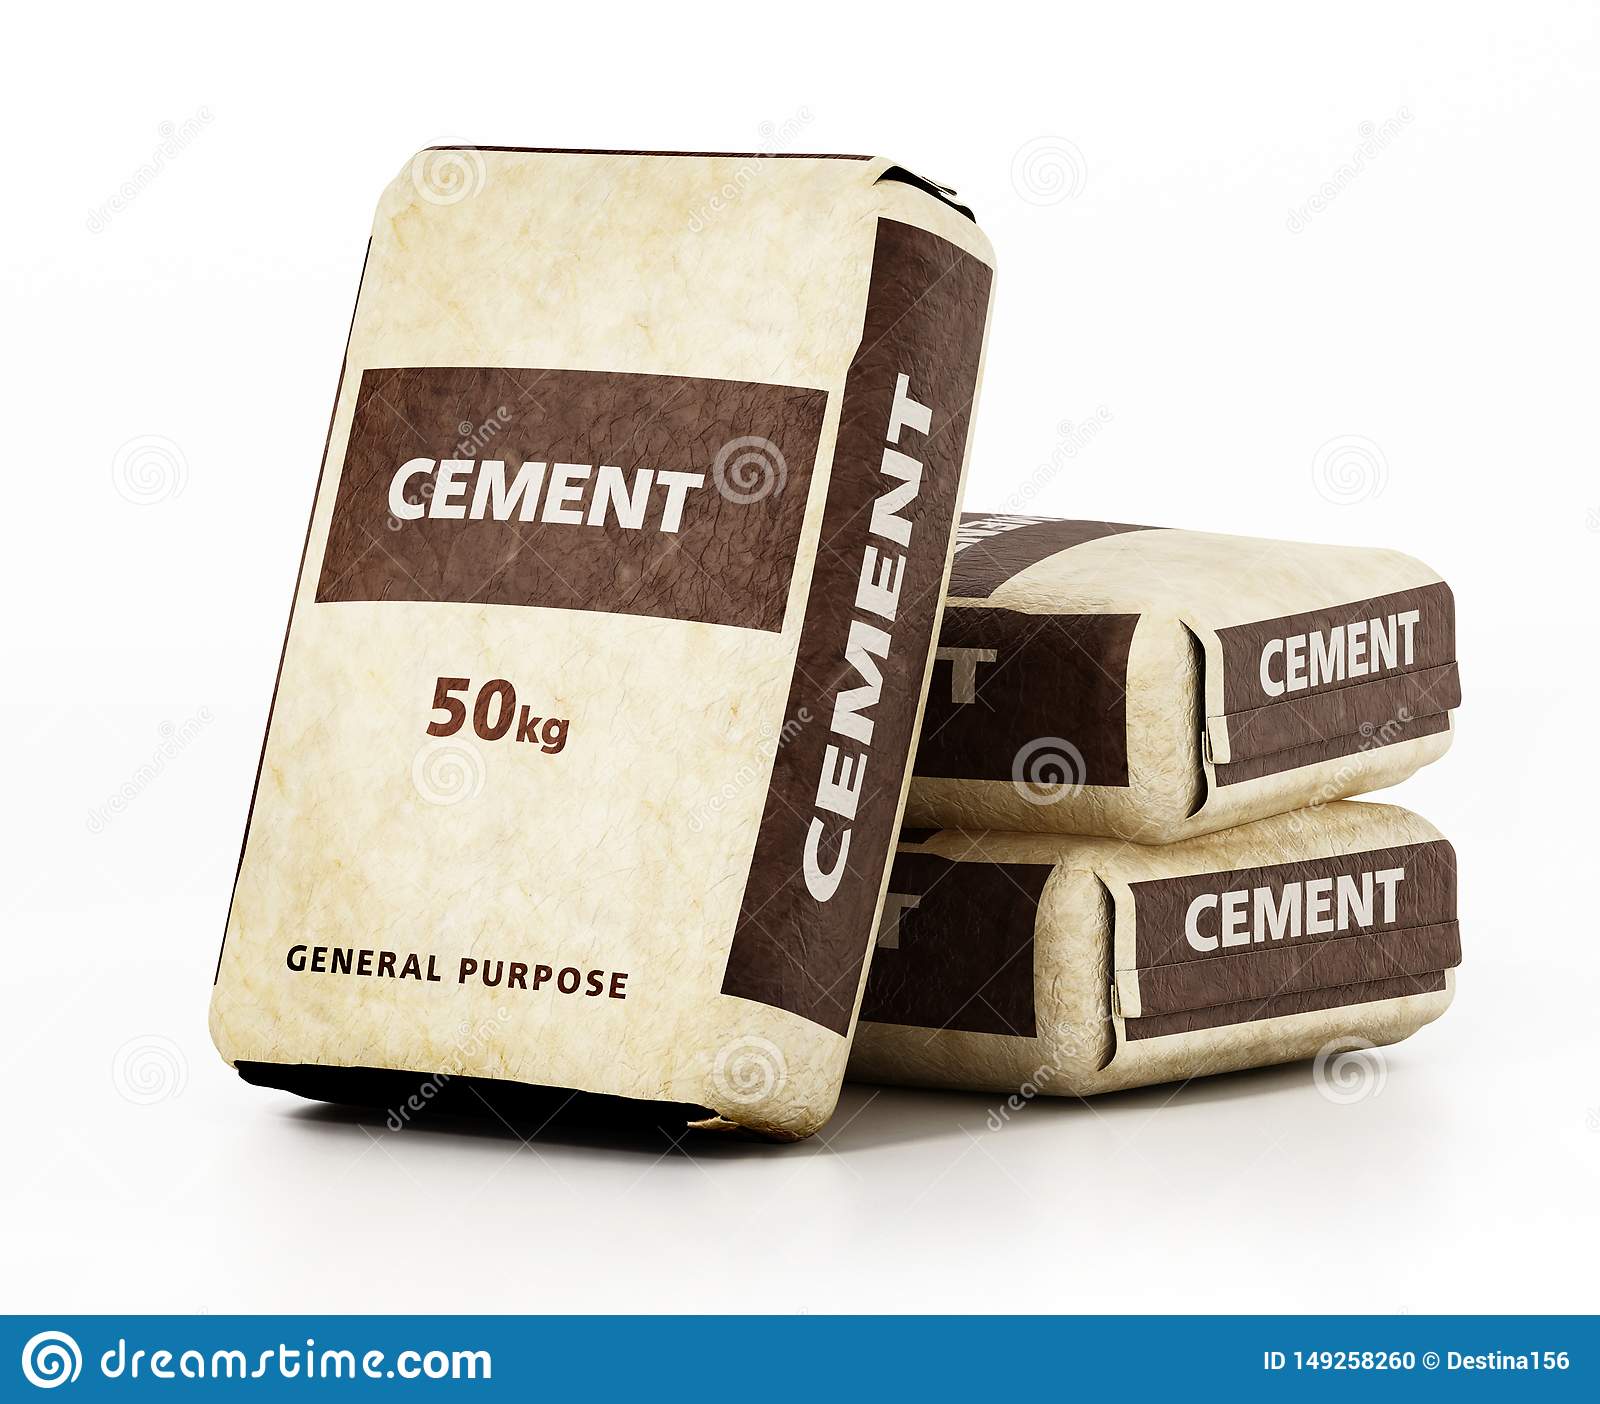 CEMENT
50kg
GENERAL PURPOSE
CEMENT
CEMENT
CEMENT
dreamstime.com
ID 149258260 © Destina156